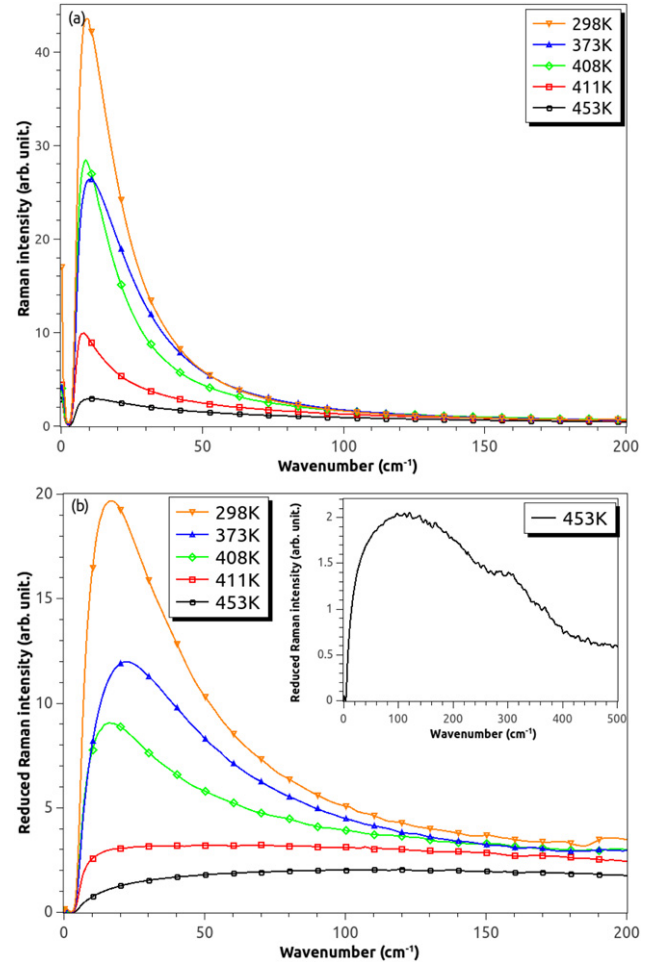 (a)
298K
373K
408K
411K
453K
Raman intensity (arb. unit.)
40
30
20
10
0
0 50 100 150 200
Wavenumber (cm⁻¹)
(b)
298K
373K
408K
411K
453K
Reduced Raman intensity (arb. unit.)
20
15
10
5
0
0 50 100 150 200
Wavenumber (cm⁻¹)
453K
Reduced Raman intensity (arb. unit.)
2
1.5
1
0.5
0
0 100 200 300 400 500
Wavenumber (cm⁻¹)